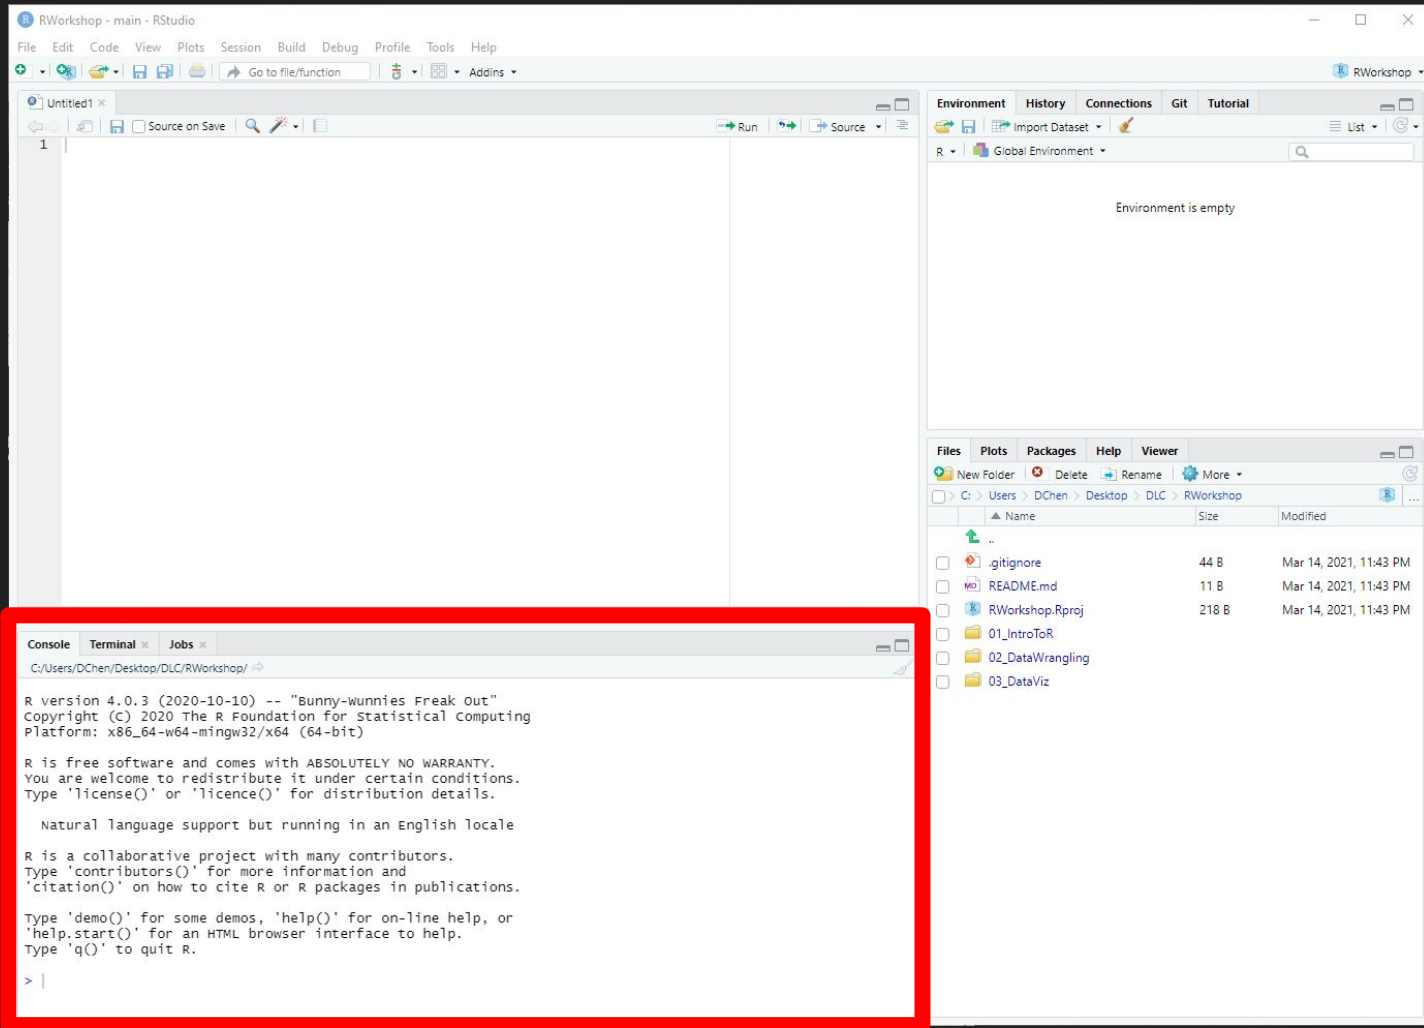 RWorkshop - main - RStudio
File Edit Code View Plots Session Build Debug Profile Tools Help
Go to file/function Addins RWorkshop
Untitled1
Source on Save Run Source
1
Environment History Connections Git Tutorial
Import Dataset List
R Global Environment
Environment is empty
Files Plots Packages Help Viewer
New Folder Delete Rename More
C: Users DChen Desktop DLC RWorkshop ...
Name Size Modified
..
.gitignore 44 B Mar 14, 2021, 11:43 PM
README.md 11 B Mar 14, 2021, 11:43 PM
RWorkshop.Rproj 218 B Mar 14, 2021, 11:43 PM
01_IntroToR
02_DataWrangling
03_DataViz
Console Terminal Jobs
C:/Users/DChen/Desktop/DLC/RWorkshop/
R version 4.0.3 (2020-10-10) -- "Bunny-Wunnies Freak Out"
Copyright (C) 2020 The R Foundation for Statistical Computing
Platform: x86_64-w64-mingw32/x64 (64-bit)
R is free software and comes with ABSOLUTELY NO WARRANTY.
You are welcome to redistribute it under certain conditions.
Type 'license()' or 'licence()' for distribution details.
Natural language support but running in an English locale
R is a collaborative project with many contributors.
Type 'contributors()' for more information and
'citation()' on how to cite R or R packages in publications.
Type 'demo()' for some demos, 'help()' for on-line help, or
'help.start()' for an HTML browser interface to help.
Type 'q()' to quit R.
>